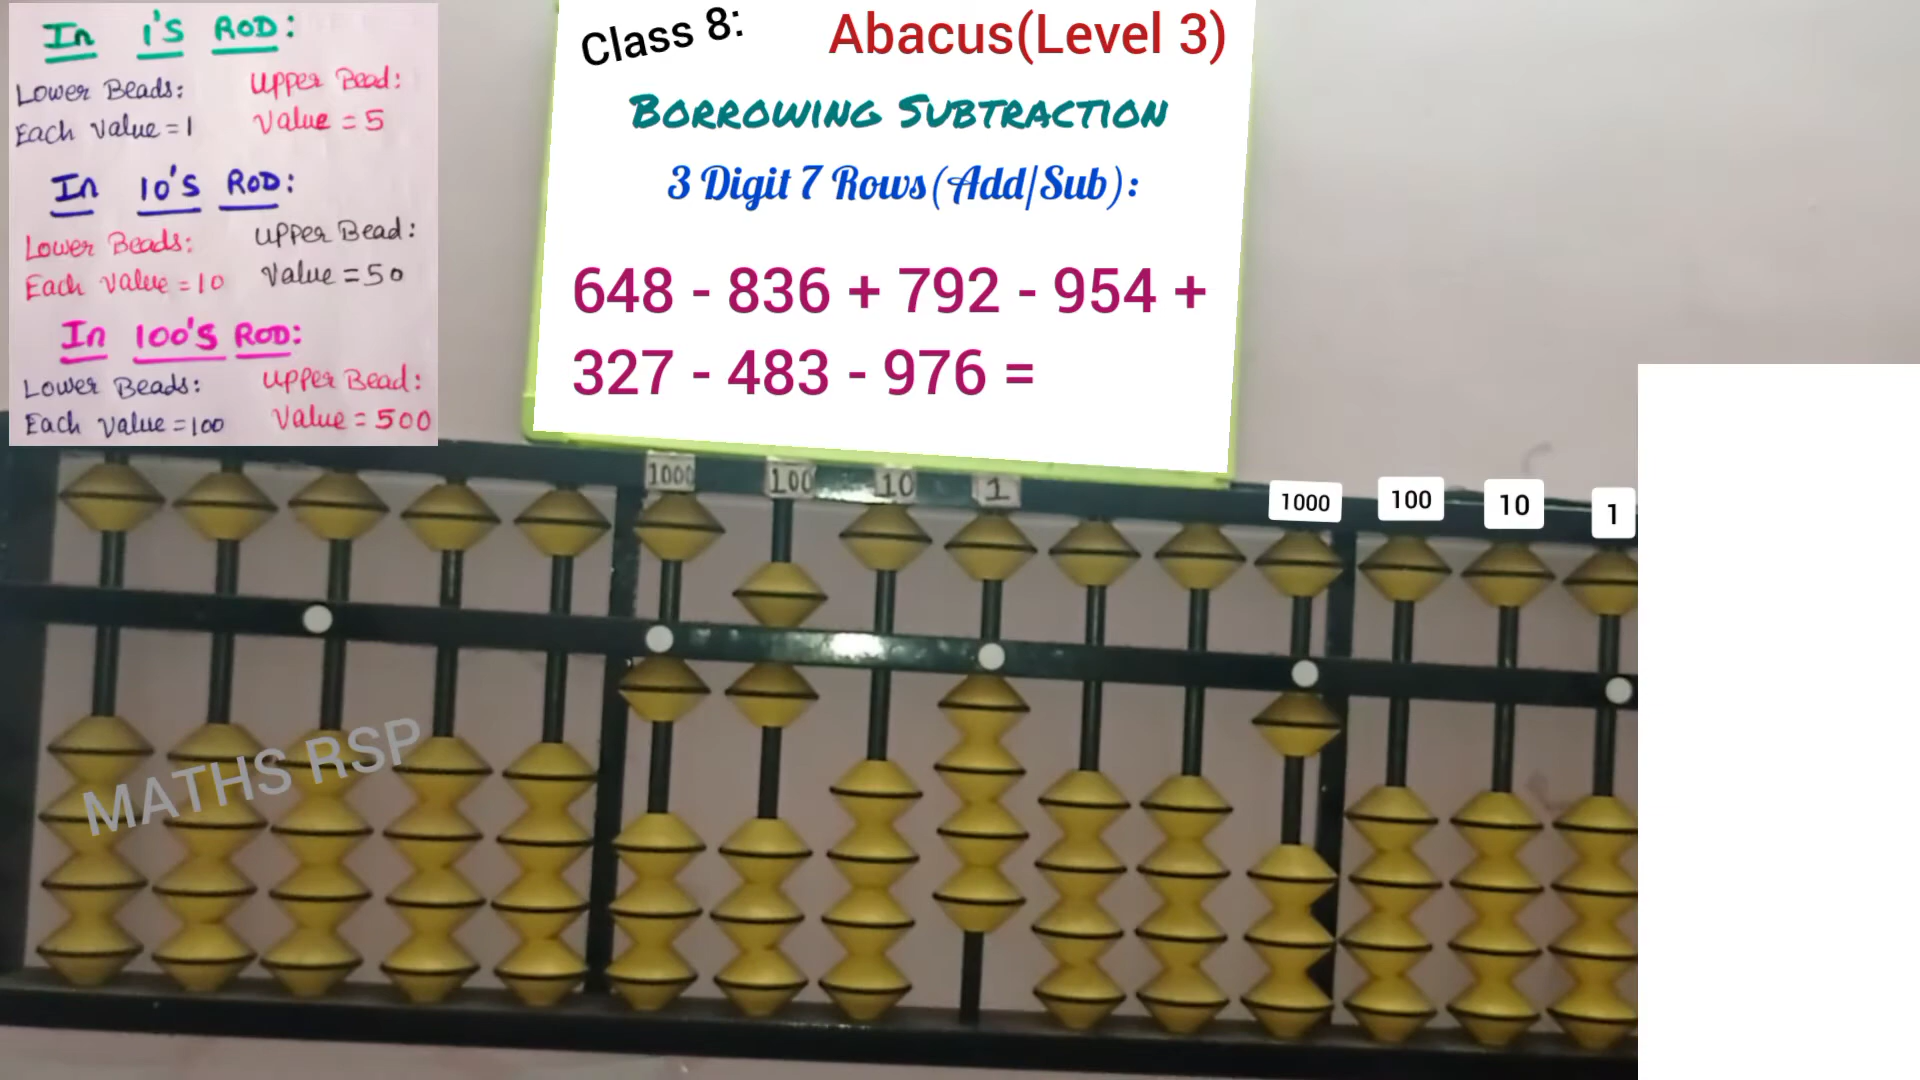 In 1'S ROD:
Lower Beads: Upper Bead:
Each Value = 1 Value = 5
In 10'S ROD:
Lower Beads: Upper Bead:
Each Value = 10 Value = 50
In 100'S ROD:
Lower Beads: Upper Bead:
Each Value = 100 Value = 500
Class 8: Abacus(Level 3)
BORROWING SUBTRACTION
3 Digit 7 Rows(Add/Sub):
648 - 836 + 792 - 954 +
327 - 483 - 976 =
1000 100 10 1
1000 100 10 1
MATHS RSP